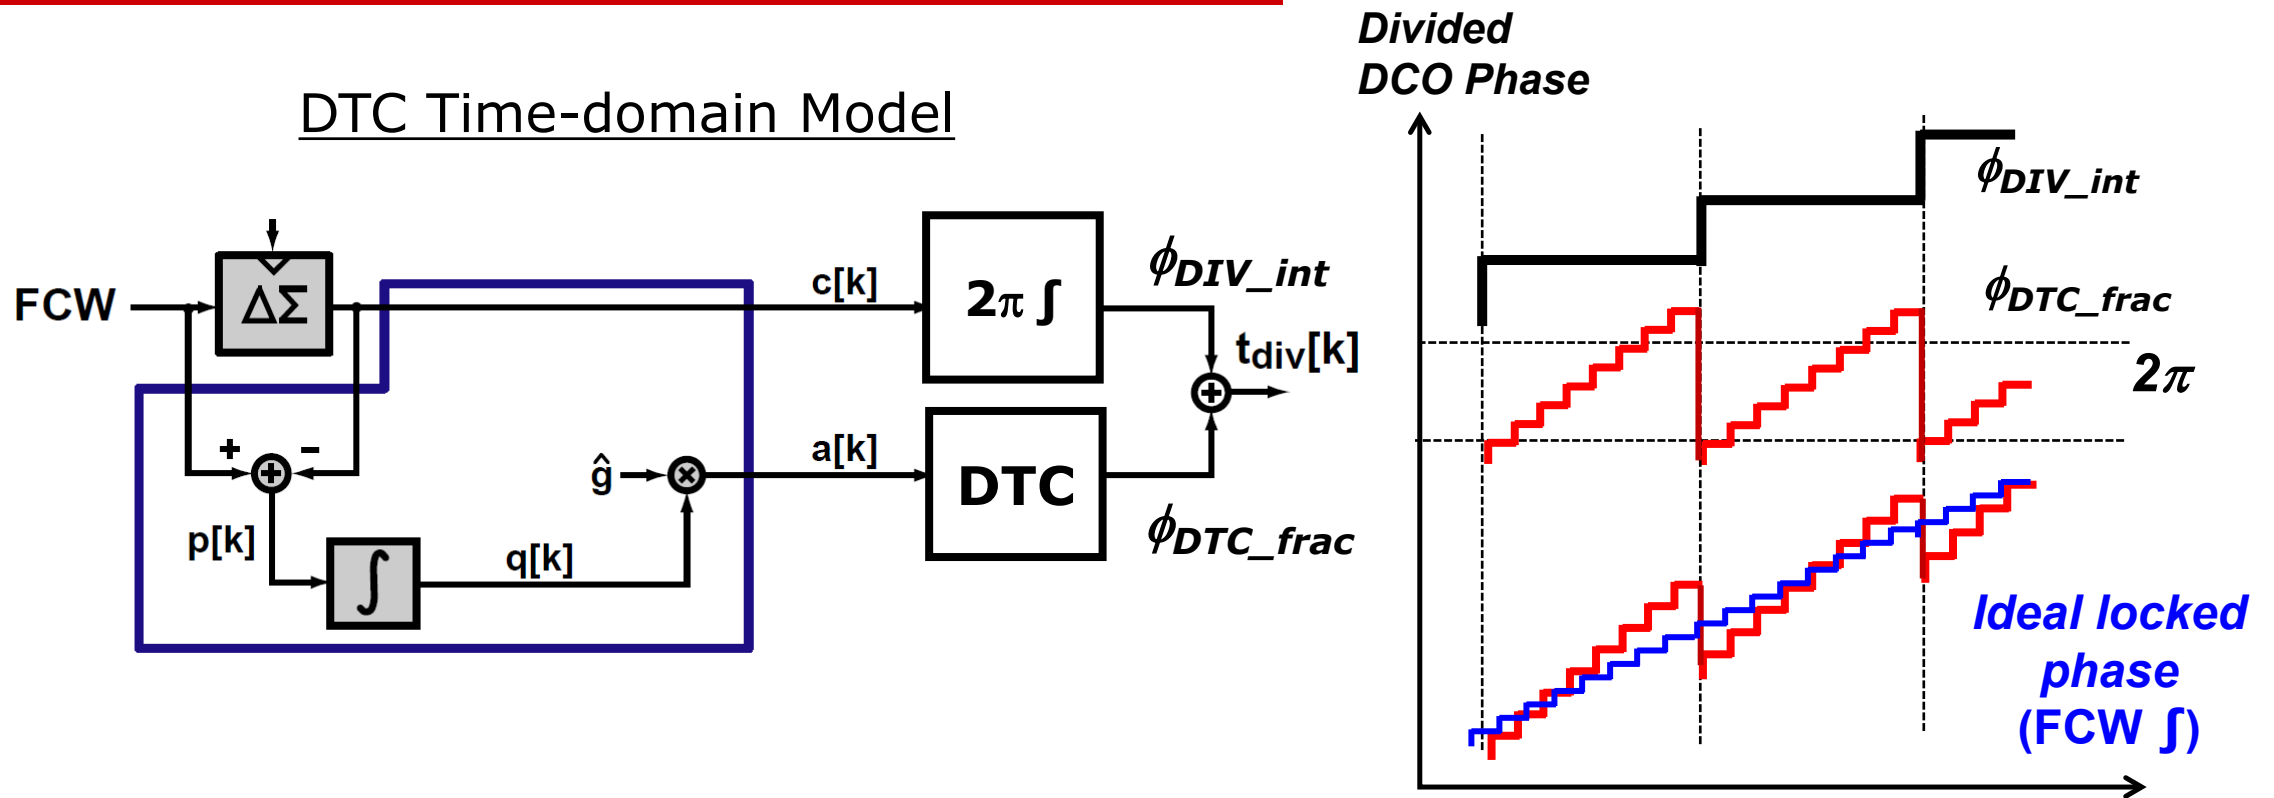 DTC Time-domain Model
FCW
ΔΣ
c[k]
2π ∫
ϕDIV_int
+
−
+
p[k]
∫
q[k]
ĝ
×
a[k]
DTC
ϕDTC_frac
+
tdiv[k]
Divided
DCO Phase
ϕDIV_int
ϕDTC_frac
2π
Ideal locked
phase
(FCW ∫)